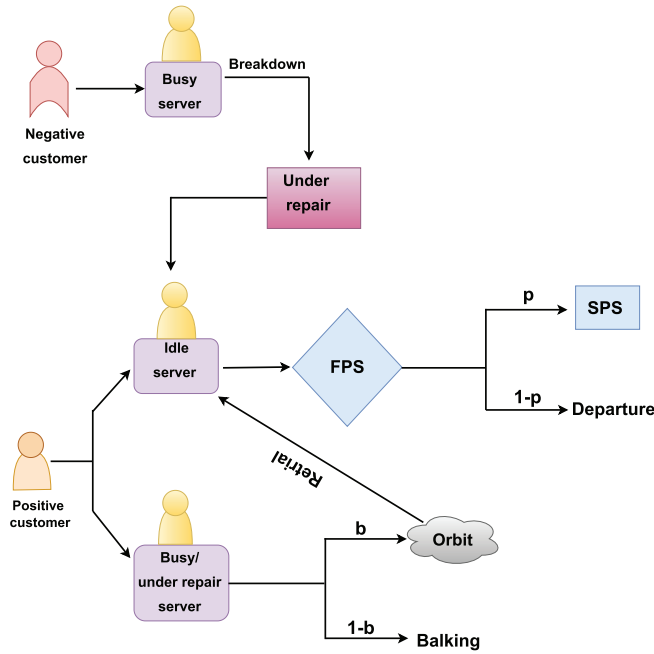 Busy
server
Breakdown
Negative
customer
Under
repair
Idle
server
FPS
p
SPS
1-p
Departure
Retrial
Positive
customer
Busy/
under repair
server
b
Orbit
1-b
Balking